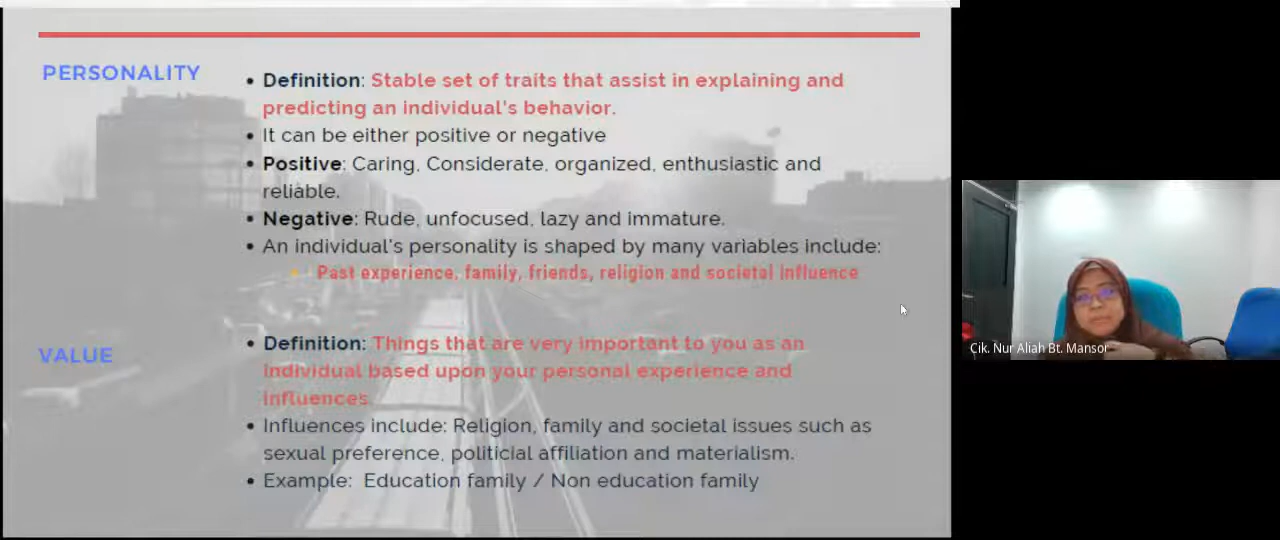 PERSONALITY
• Definition: Stable set of traits that assist in explaining and
predicting an individual's behavior.
• It can be either positive or negative
• Positive: Caring, Considerate, organized, enthusiastic and
reliable.
• Negative: Rude, unfocused, lazy and immature.
• An individual's personality is shaped by many variables include:
Past experience, family, friends, religion and societal influence
VALUE
• Definition: Things that are very important to you as an
individual based upon your personal experience and
influences.
• Influences include: Religion, family and societal issues such as
sexual preference, politicial affiliation and materialism.
• Example: Education family / Non education family
Cik. Nur Aliah Bt. Mansor